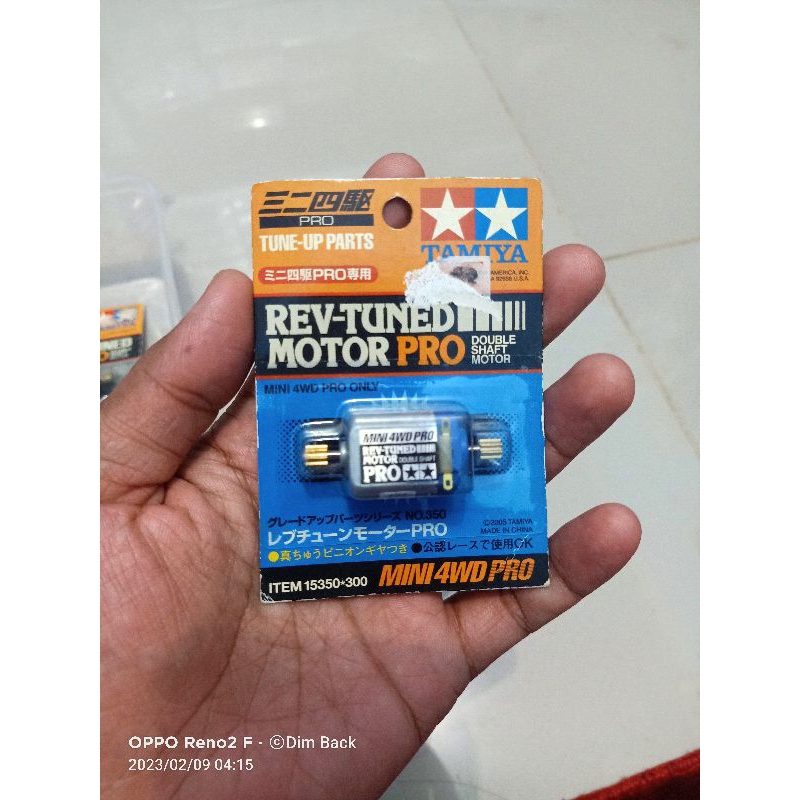 ミニ四駆
PRO
TUNE-UP PARTS
ミニ四駆PRO専用
TAMIYA
AMERICA, INC.
U.S.A.
REV-TUNED
MOTOR PRO
DOUBLE
SHAFT
MOTOR
MINI 4WD PRO ONLY
MINI 4WD PRO
REV-TUNED
MOTOR DOUBLE SHAFT
PRO
グレードアップパーツシリーズ NO.350
レブチューンモーターPRO
●真ちゅうピニオンギヤつき ●公認レースで使用OK
©2005 TAMIYA
MADE IN CHINA
ITEM 15350*300
MINI 4WD PRO
OPPO Reno2 F - ©Dim Back
2023/02/09 04:15